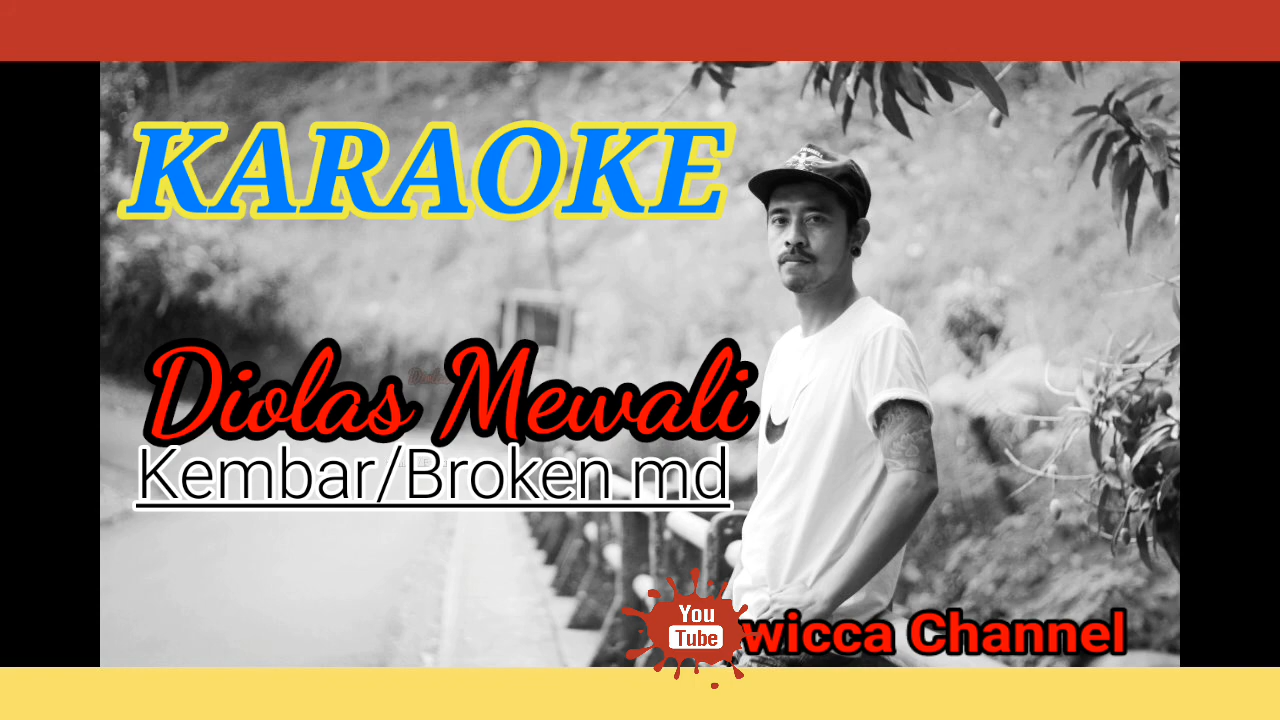 KARAOKE
Diolas Mewali
Kembar/Broken md
You
Tube
wicca Channel